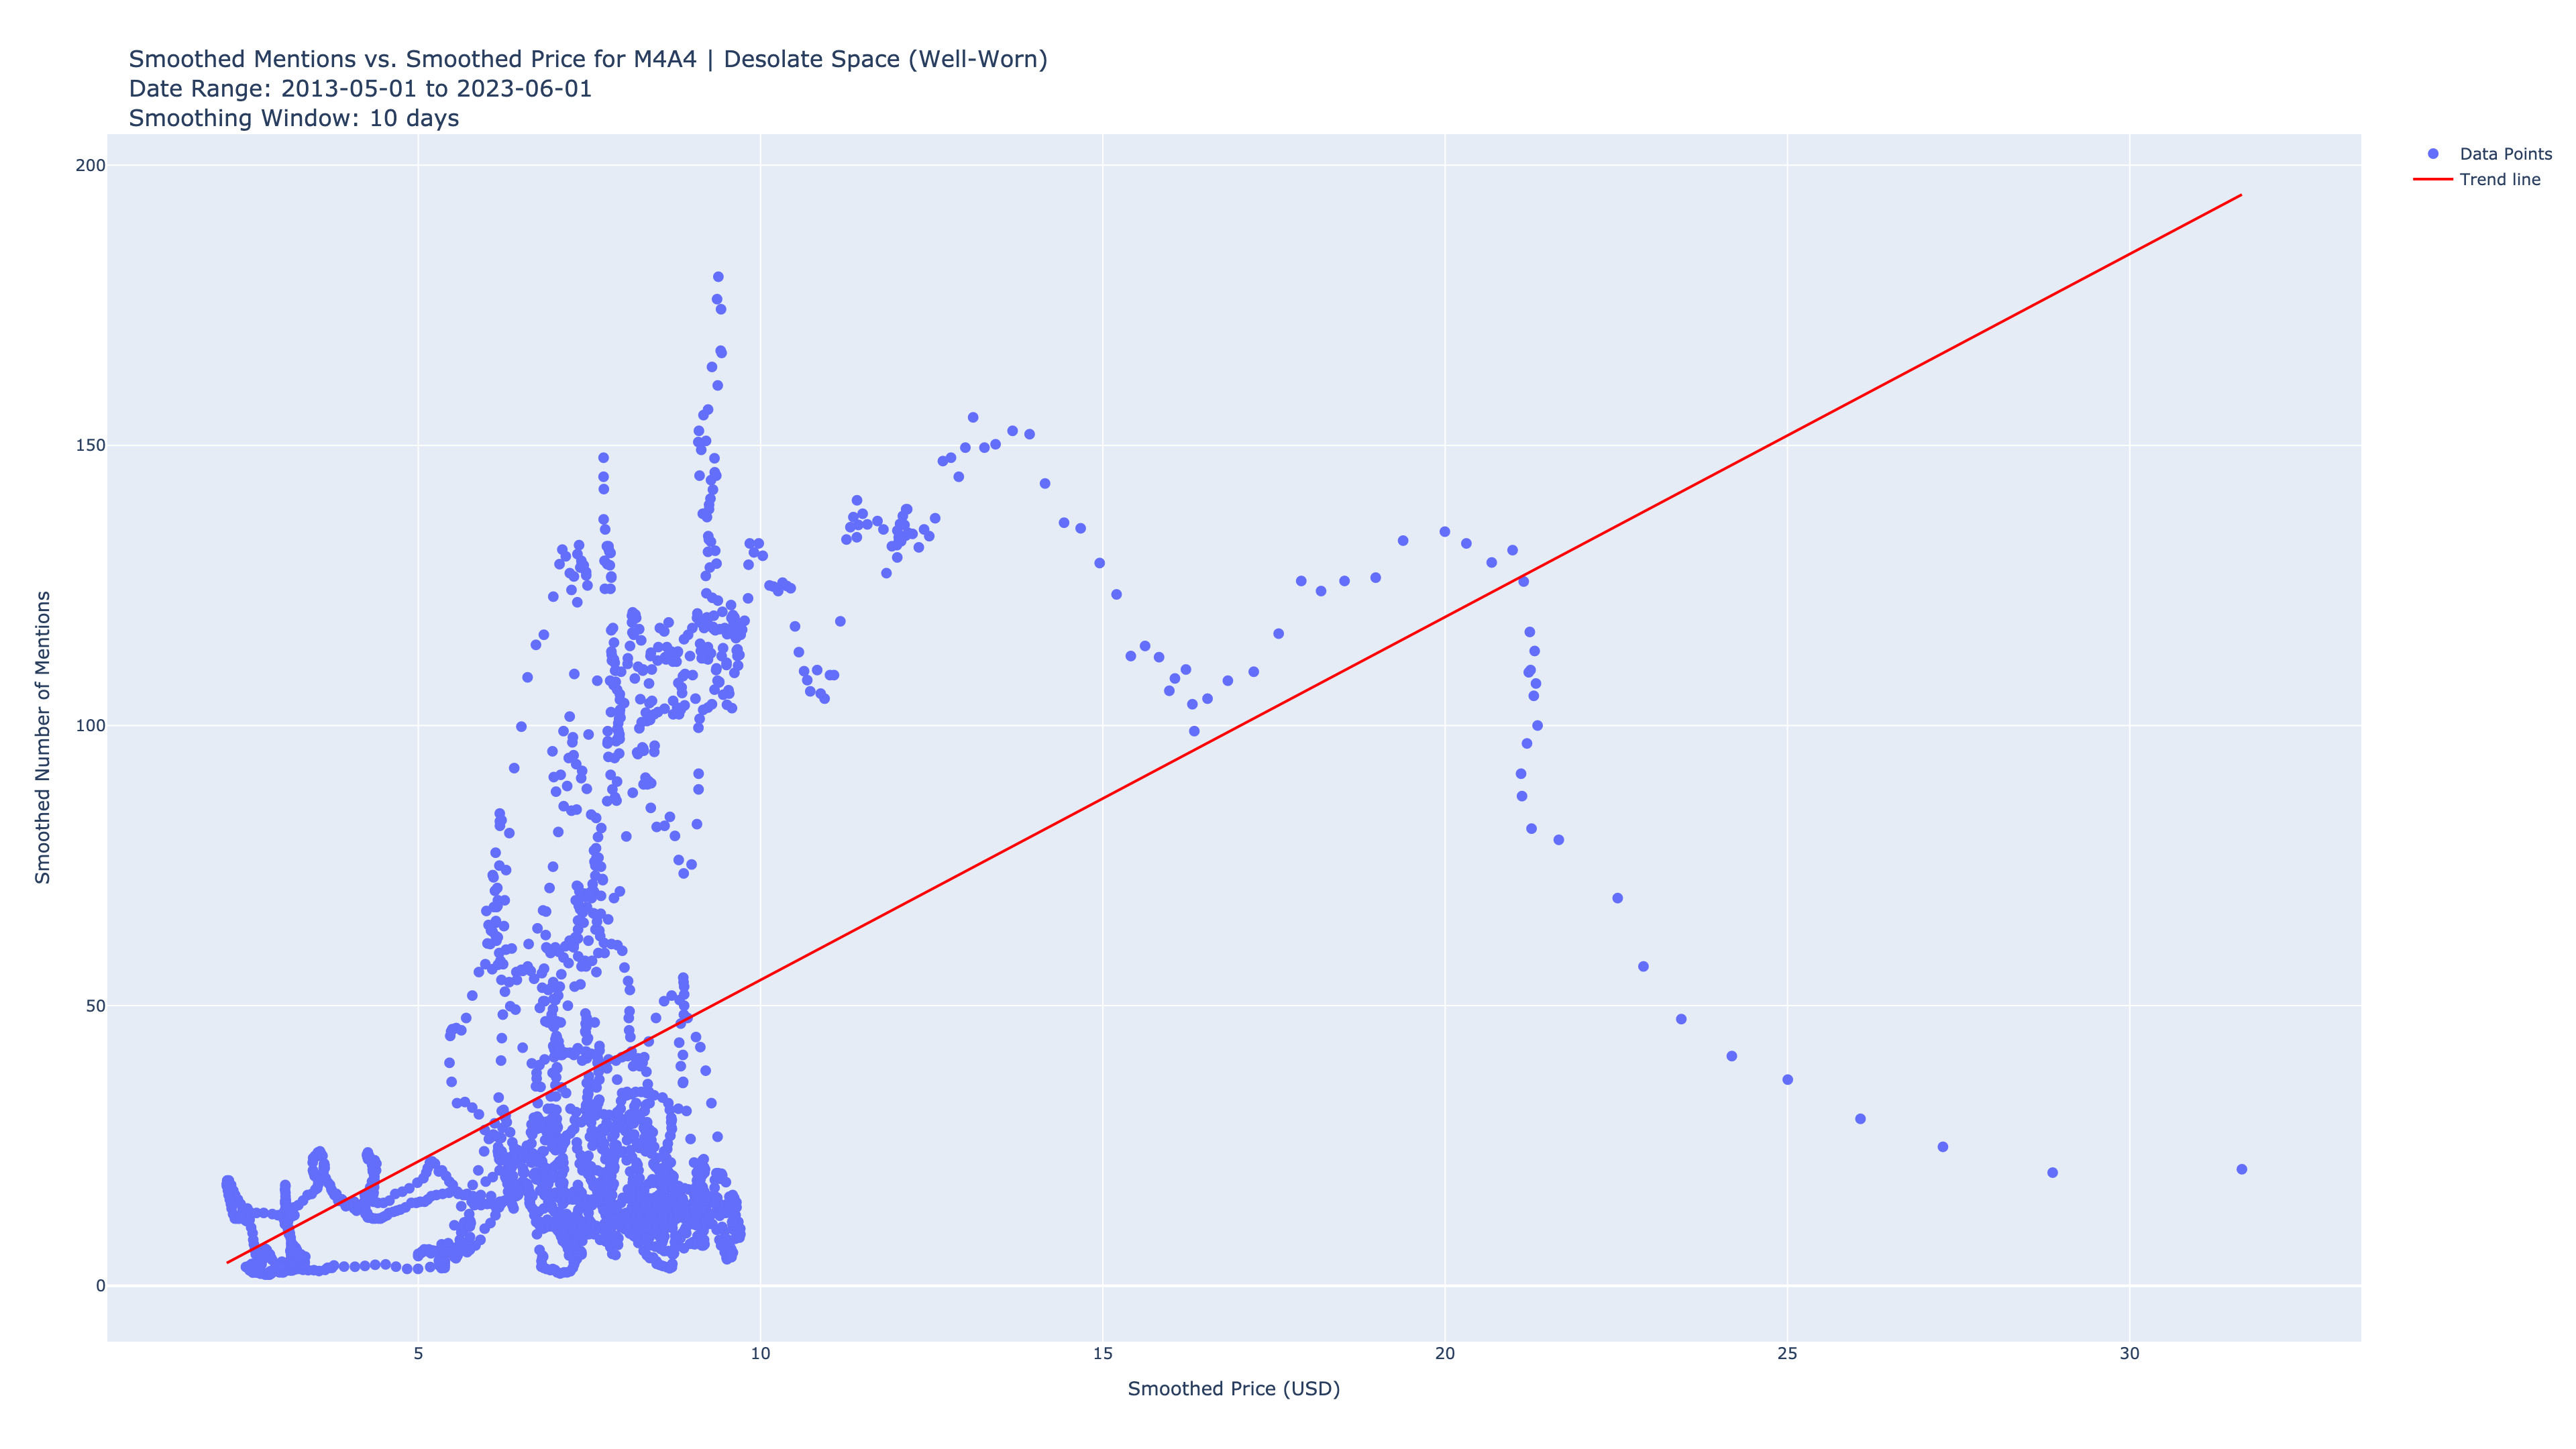 Smoothed Mentions vs. Smoothed Price for M4A4 | Desolate Space (Well-Worn)
Date Range: 2013-05-01 to 2023-06-01
Smoothing Window: 10 days
Data Points
Trend line
200
150
100
50
0
Smoothed Number of Mentions
5
10
15
20
25
30
Smoothed Price (USD)